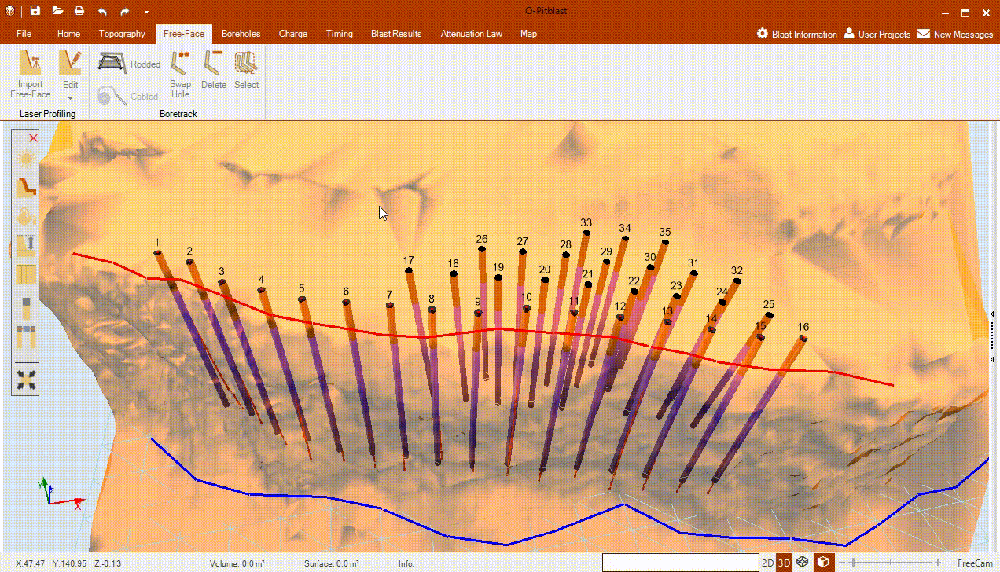 O-Pitblast
File Home Topography Free-Face Boreholes Charge Timing Blast Results Attenuation Law Map Blast Information User Projects New Messages
Import Free-Face
Edit
Rodded
Cabled
Swap Hole
Delete
Select
Laser Profiling
Boretrack
33
34
35
26
27
28
29
30
31
32
1
2
3
4
5
6
7
17
18
19
20
21
22
23
24
25
8
9
10
11
12
13
14
15
16
Y
Z
X
X:47,47 Y:140,95 Z:-0,13 Volume: 0,0 m³ Surface: 0,0 m² Info: 2D 3D FreeCam